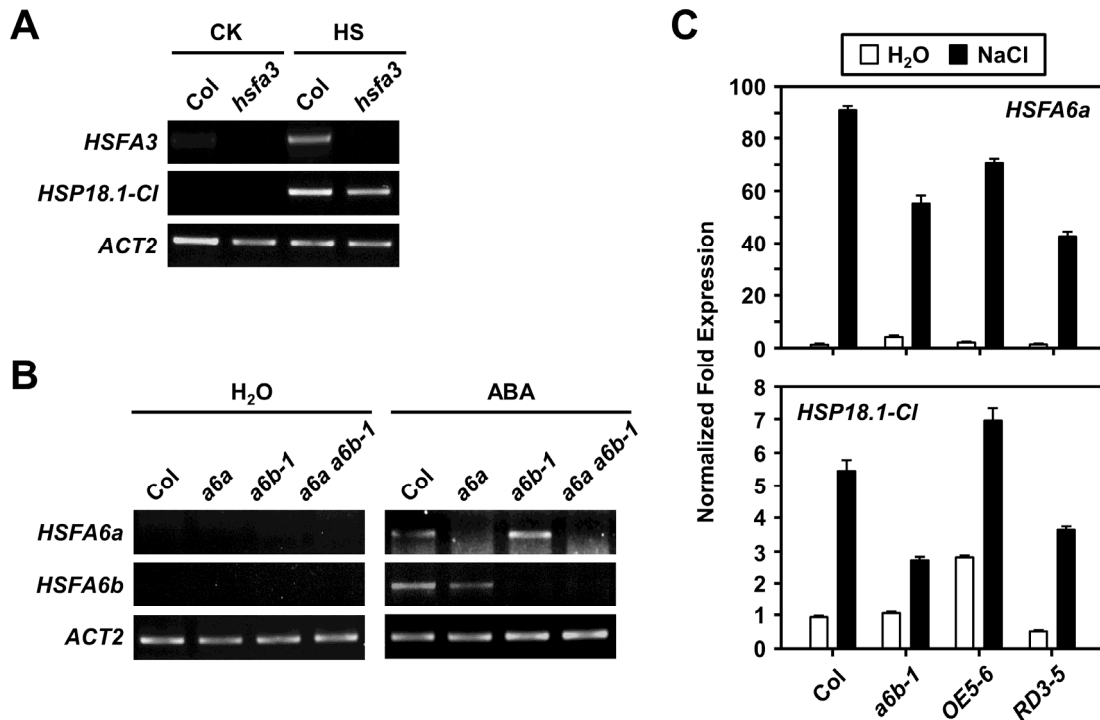 A
CK HS
Col hsfa3 Col hsfa3
HSFA3
HSP18.1-CI
ACT2
B
H₂O ABA
Col a6a a6b-1 a6a a6b-1 Col a6a a6b-1 a6a a6b-1
HSFA6a
HSFA6b
ACT2
C
H₂O NaCl
Normalized Fold Expression
HSFA6a
100
80
60
40
20
0
HSP18.1-CI
8
7
6
5
4
3
2
1
0
Col a6b-1 OE5-6 RD3-5